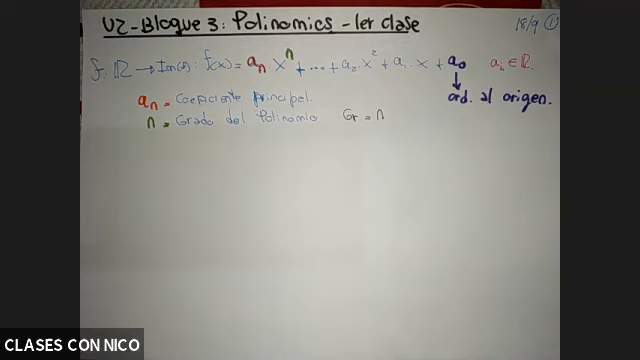 U2-Bloque 3: Polinomics - 1er clase 18/9 ①
f: ℝ → Im(f): f(x) = aₙ. xⁿ + ... + a₂. x² + a₁. x + a₀ aᵢ ∈ ℝ.
aₙ = Coeficiente Principal. ord. al origen.
n = Grado del Polinomio Gr = n
CLASES CON NICO